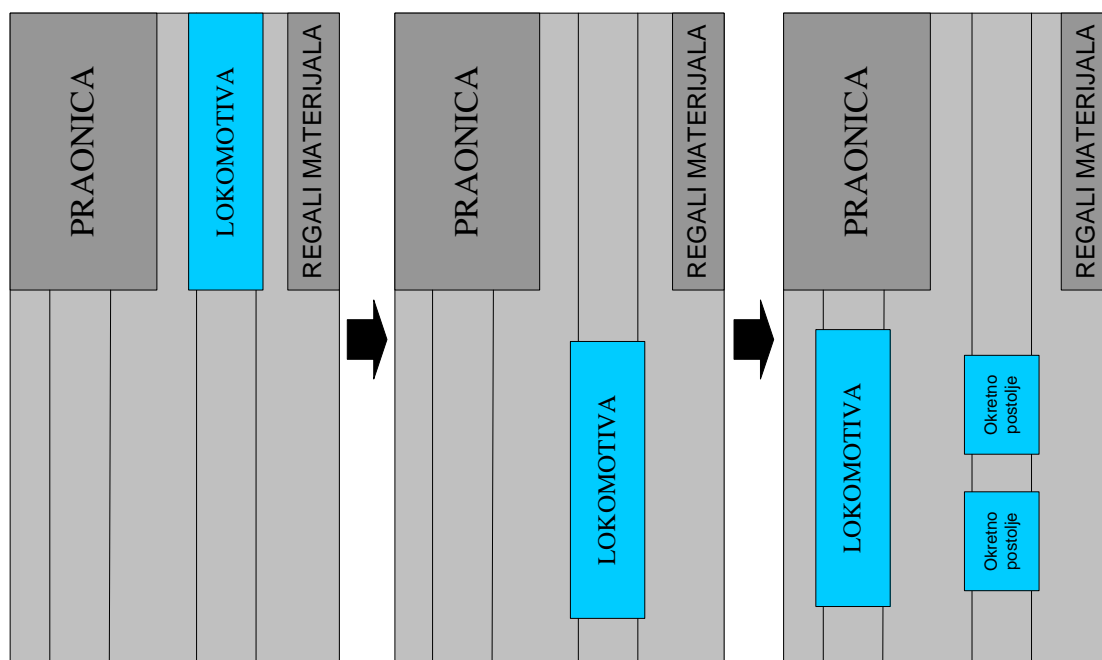 PRAONICA
LOKOMOTIVA
REGALI MATERIJALA
PRAONICA
LOKOMOTIVA
REGALI MATERIJALA
PRAONICA
LOKOMOTIVA
Okretno
postolje
Okretno
postolje
REGALI MATERIJALA